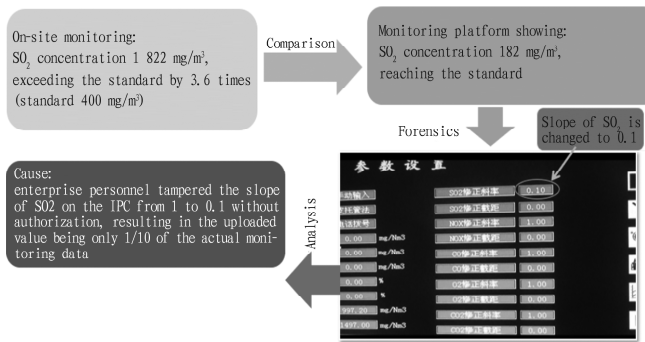 On-site monitoring:
SO₂ concentration 1 822 mg/m³,
exceeding the standard by 3.6 times
(standard 400 mg/m³)
Comparison
Monitoring platform showing:
SO₂ concentration 182 mg/m³,
reaching the standard
Forensics
Slope of SO₂ is
changed to 0.1
Cause:
enterprise personnel tampered the slope
of SO2 on the IPC from 1 to 0.1 without
authorization, resulting in the uploaded
value being only 1/10 of the actual moni-
toring data
Analysis
参 数 设 置
SO2修正斜率 0.10
SO2修正截距 0.00
NOX修正斜率 1.00
0.00 mg/Nm3 NOX修正截距 0.00
0.00 mg/Nm3 CO修正斜率 1.00
0.00 mg/Nm3 CO修正截距 0.00
0.00 % O2修正斜率 1.00
0.00 % O2修正截距 0.00
997.20 mg/Nm3 CO2修正斜率 1.00
1497.00 mg/Nm3 CO2修正截距 0.00